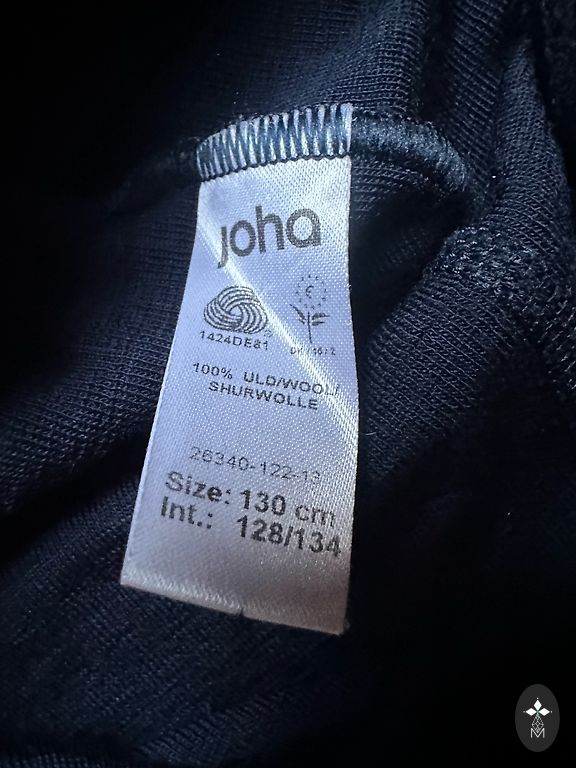 joha
1424DE81
100% ULD/WOOL/
SHURWOLLE
26340-122-13
Size: 130 cm
Int.: 128/134